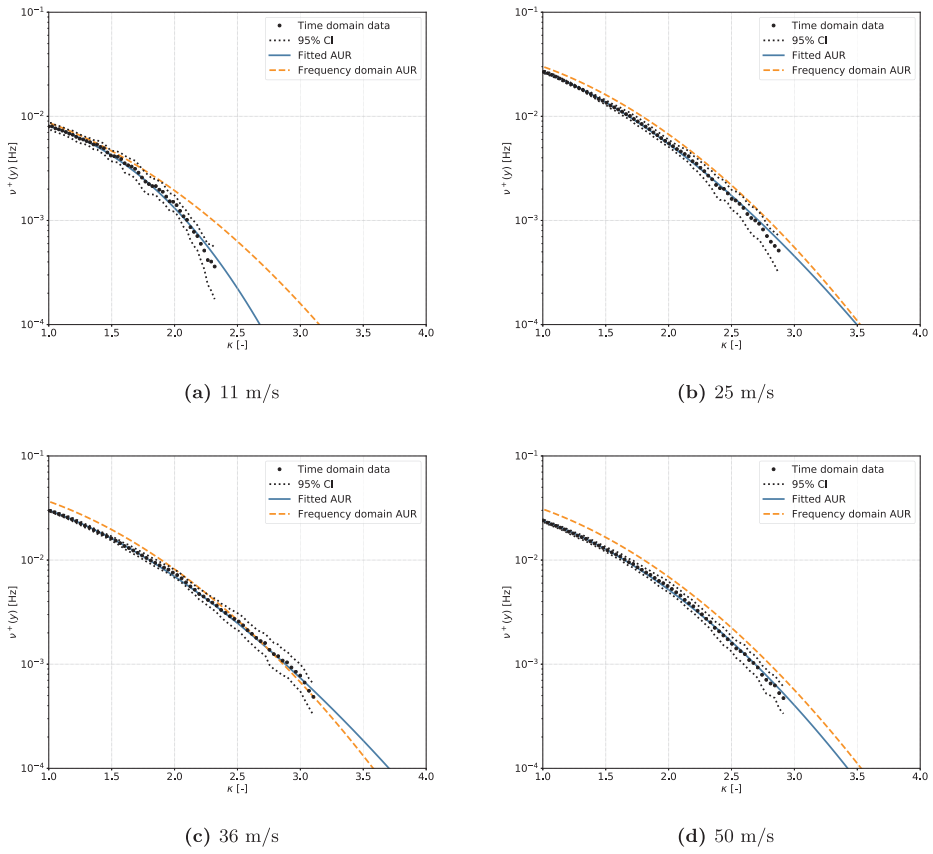 10⁻¹
10⁻²
10⁻³
10⁻⁴
ν⁺(y) [Hz]
1.0 1.5 2.0 2.5 3.0 3.5 4.0
κ [-]
Time domain data
95% CI
Fitted AUR
Frequency domain AUR
(a) 11 m/s
10⁻¹
10⁻²
10⁻³
10⁻⁴
ν⁺(y) [Hz]
1.0 1.5 2.0 2.5 3.0 3.5 4.0
κ [-]
Time domain data
95% CI
Fitted AUR
Frequency domain AUR
(b) 25 m/s
10⁻¹
10⁻²
10⁻³
10⁻⁴
ν⁺(y) [Hz]
1.0 1.5 2.0 2.5 3.0 3.5 4.0
κ [-]
Time domain data
95% CI
Fitted AUR
Frequency domain AUR
(c) 36 m/s
10⁻¹
10⁻²
10⁻³
10⁻⁴
ν⁺(y) [Hz]
1.0 1.5 2.0 2.5 3.0 3.5 4.0
κ [-]
Time domain data
95% CI
Fitted AUR
Frequency domain AUR
(d) 50 m/s